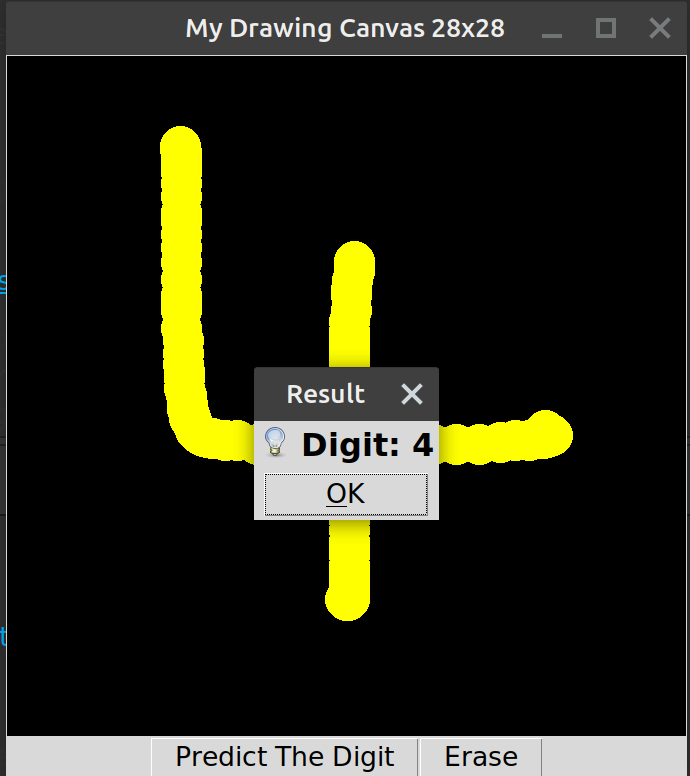 My Drawing Canvas 28x28
Result
Digit: 4
OK
Predict The Digit
Erase